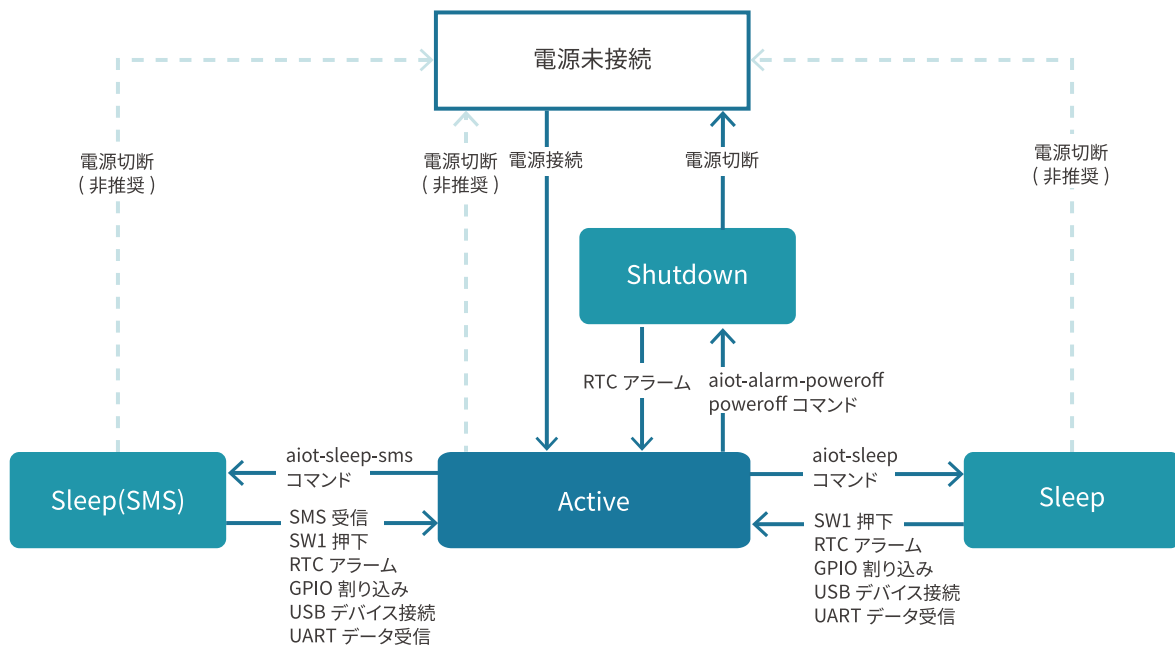 電源未接続
電源切断
( 非推奨 )
電源切断
( 非推奨 )
電源接続
電源切断
電源切断
( 非推奨 )
Shutdown
RTC アラーム
aiot-alarm-poweroff
poweroff コマンド
Sleep(SMS)
aiot-sleep-sms
コマンド
SMS 受信
SW1 押下
RTC アラーム
GPIO 割り込み
USB デバイス接続
UART データ受信
Active
aiot-sleep
コマンド
SW1 押下
RTC アラーム
GPIO 割り込み
USB デバイス接続
UART データ受信
Sleep